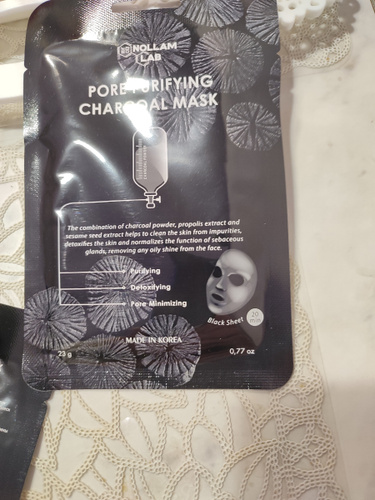 NOLLAM
LAB
PORE PURIFYING
CHARCOAL MASK
The combination of charcoal powder, propolis extract and
sesame seed extract helps to clean the skin from impurities,
detoxifies the skin and normalizes the function of sebaceous
glands, removing any oily shine from the face.
Purifying
Detoxifying
Pore Minimizing
Black Sheet
20
MADE IN KOREA
23 g
0,77 oz